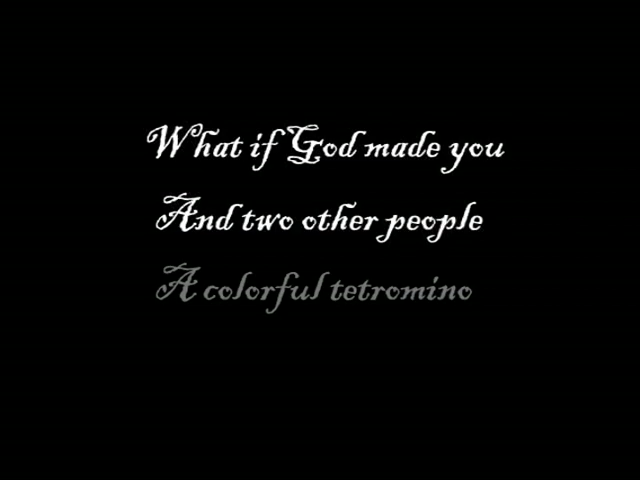 What if God made you
And two other people
A colorful tetromino